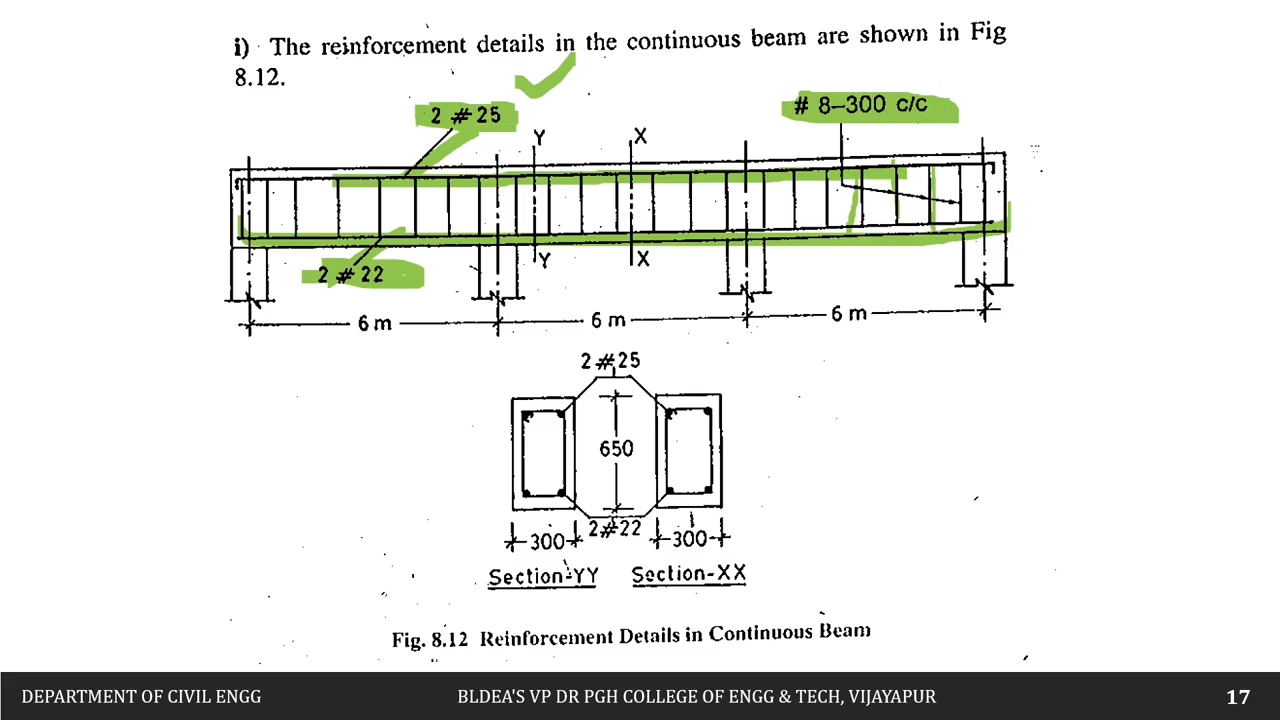 i) The reinforcement details in the continuous beam are shown in Fig
8.12.
2 # 25
# 8–300 c/c
Y
X
Y
X
2 # 22
6 m
6 m
6 m
2 # 25
650
2 # 22
300
300
Section-YY
Section-XX
Fig. 8.12 Reinforcement Details in Continuous Beam
DEPARTMENT OF CIVIL ENGG
BLDEA'S VP DR PGH COLLEGE OF ENGG & TECH, VIJAYAPUR
17